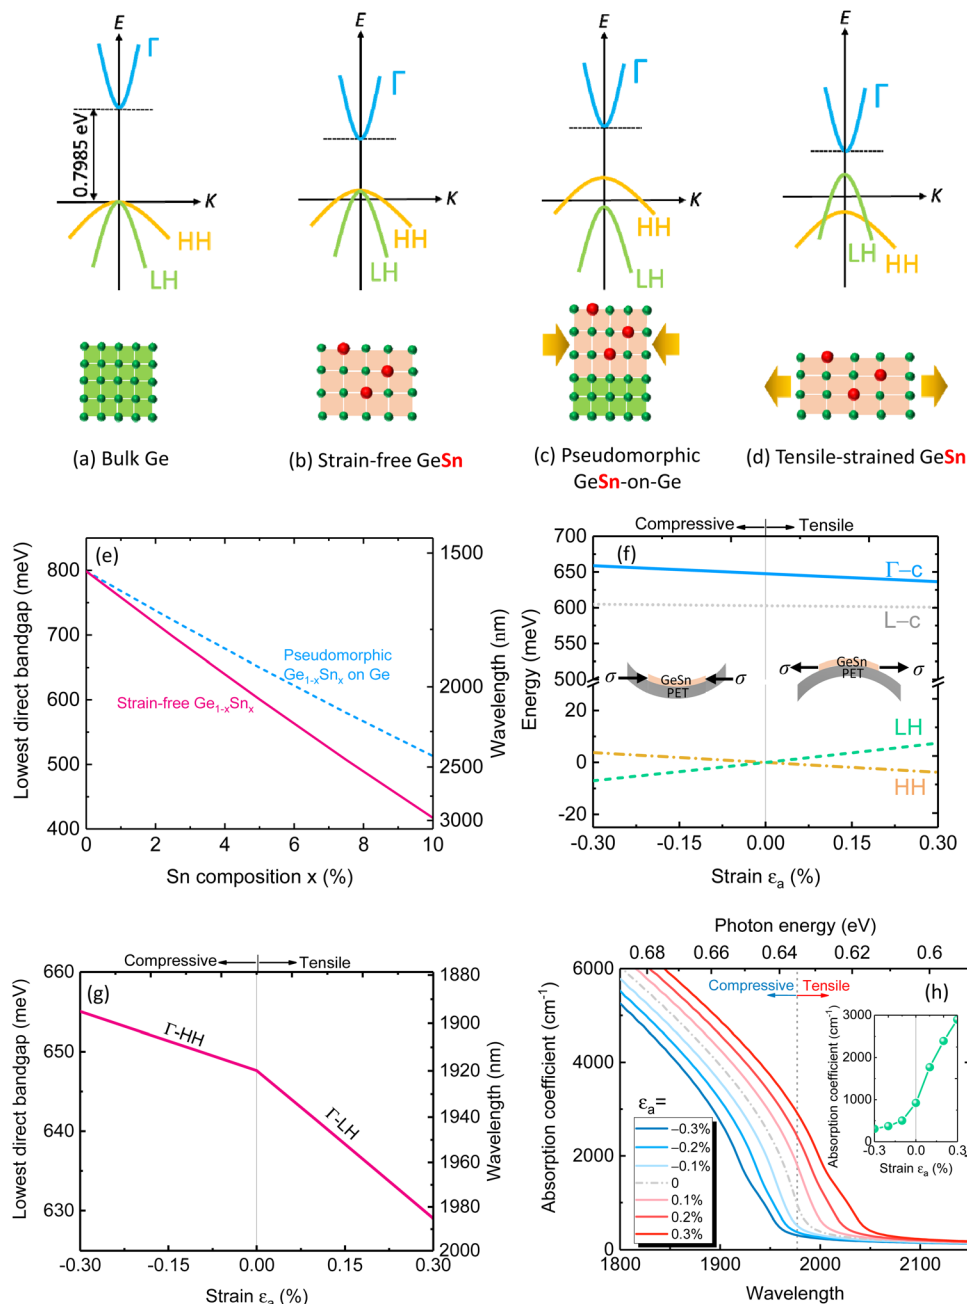 E
Γ
0.7985 eV
K
HH
LH
E
Γ
K
HH
LH
E
Γ
K
HH
LH
E
Γ
K
LH
HH
(a) Bulk Ge
(b) Strain-free GeSn
(c) Pseudomorphic
GeSn-on-Ge
(d) Tensile-strained GeSn
(e)
Lowest direct bandgap (meV)
800
700
600
500
400
Pseudomorphic
Ge1-xSnx on Ge
Strain-free Ge1-xSnx
0 2 4 6 8 10
Sn composition x (%)
1500
2000
2500
3000
Wavelength (nm)
Compressive Tensile
(f)
Energy (meV)
700
650
600
550
500
20
0
-20
Γ–c
L–c
σ GeSn σ
PET
σ GeSn σ
PET
LH
HH
-0.30 -0.15 0.00 0.15 0.30
Strain εa (%)
Compressive Tensile
(g)
Lowest direct bandgap (meV)
660
650
640
630
Γ-HH
Γ-LH
-0.30 -0.15 0.00 0.15 0.30
Strain εa (%)
1880
1900
1920
1940
1960
1980
2000
Wavelength (nm)
Photon energy (eV)
0.68 0.66 0.64 0.62 0.6
Compressive Tensile
(h)
Absorption coefficient (cm-1)
6000
4000
2000
0
εa=
–0.3%
–0.2%
–0.1%
0
0.1%
0.2%
0.3%
Absorption coefficient (cm-1)
3000
2000
1000
0
-0.3 0.0 0.3
Strain εa (%)
1800 1900 2000 2100
Wavelength